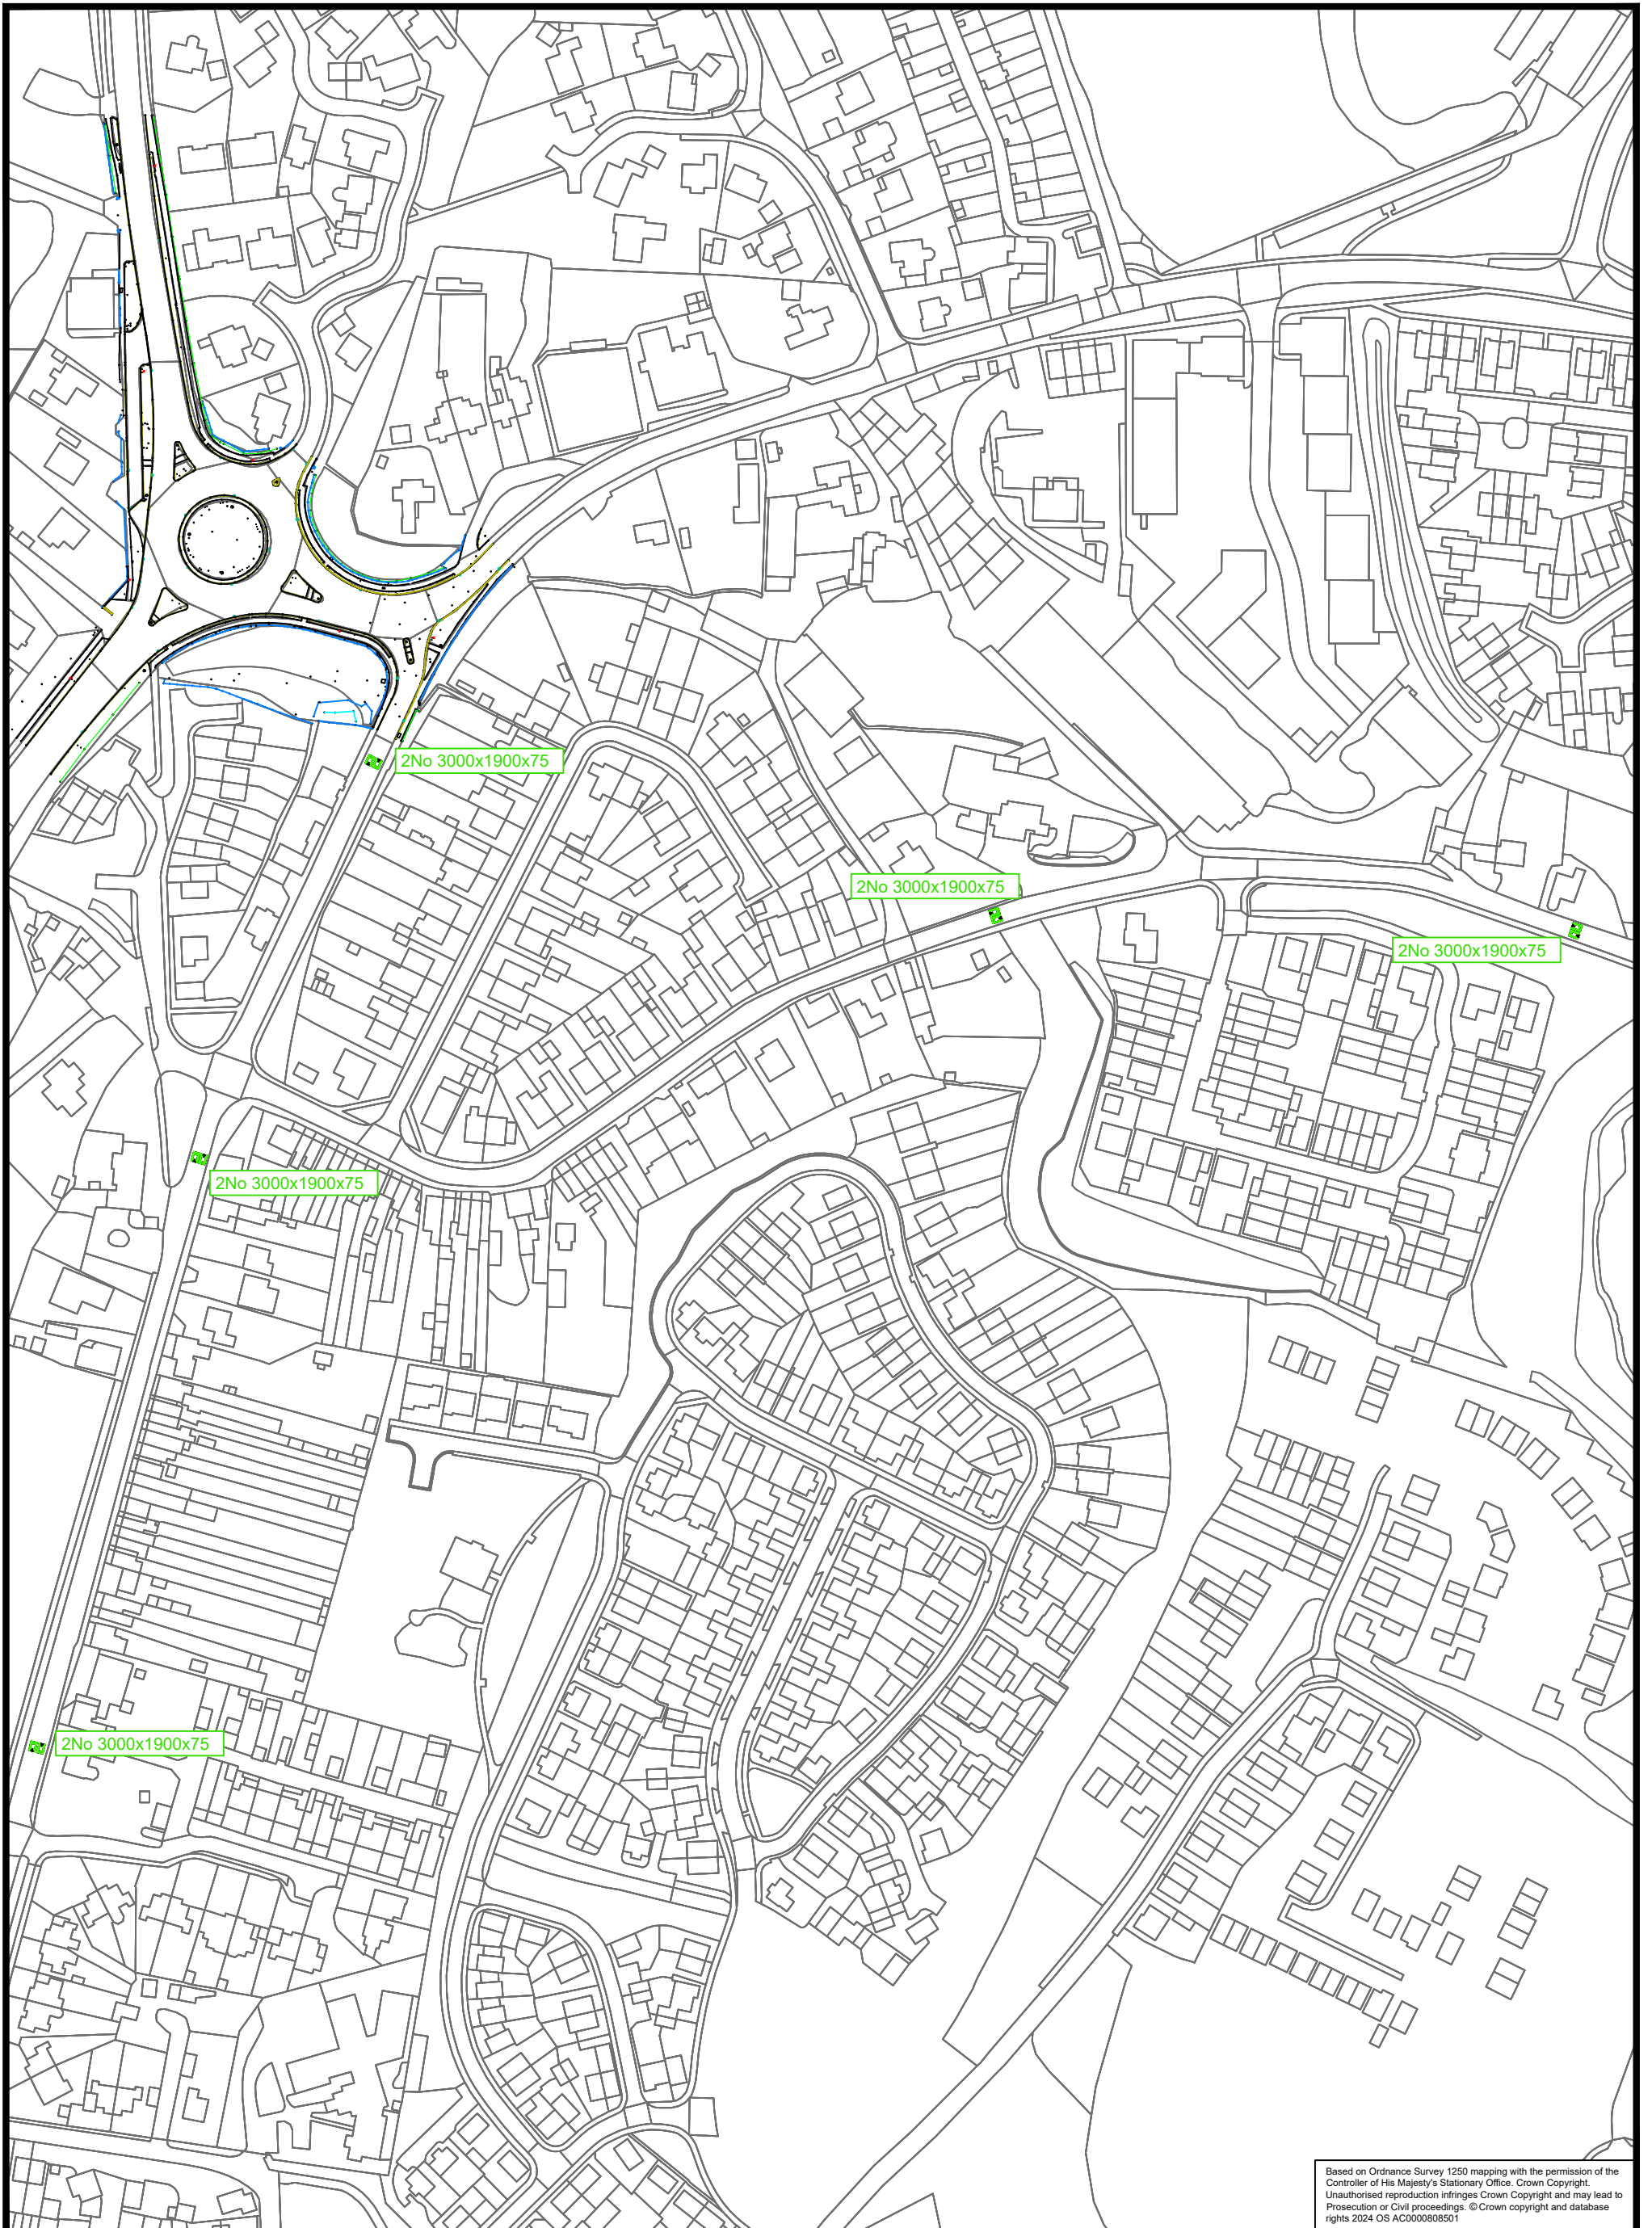 2No 3000x1900x75
2No 3000x1900x75
2No 3000x1900x75
2No 3000x1900x75
2No 3000x1900x75
Based on Ordnance Survey 1250 mapping with the permission of the
Controller of His Majesty's Stationary Office. Crown Copyright.
Unauthorised reproduction infringes Crown Copyright and may lead to
Prosecution or Civil proceedings. © Crown copyright and database
rights 2024 OS AC0000808501